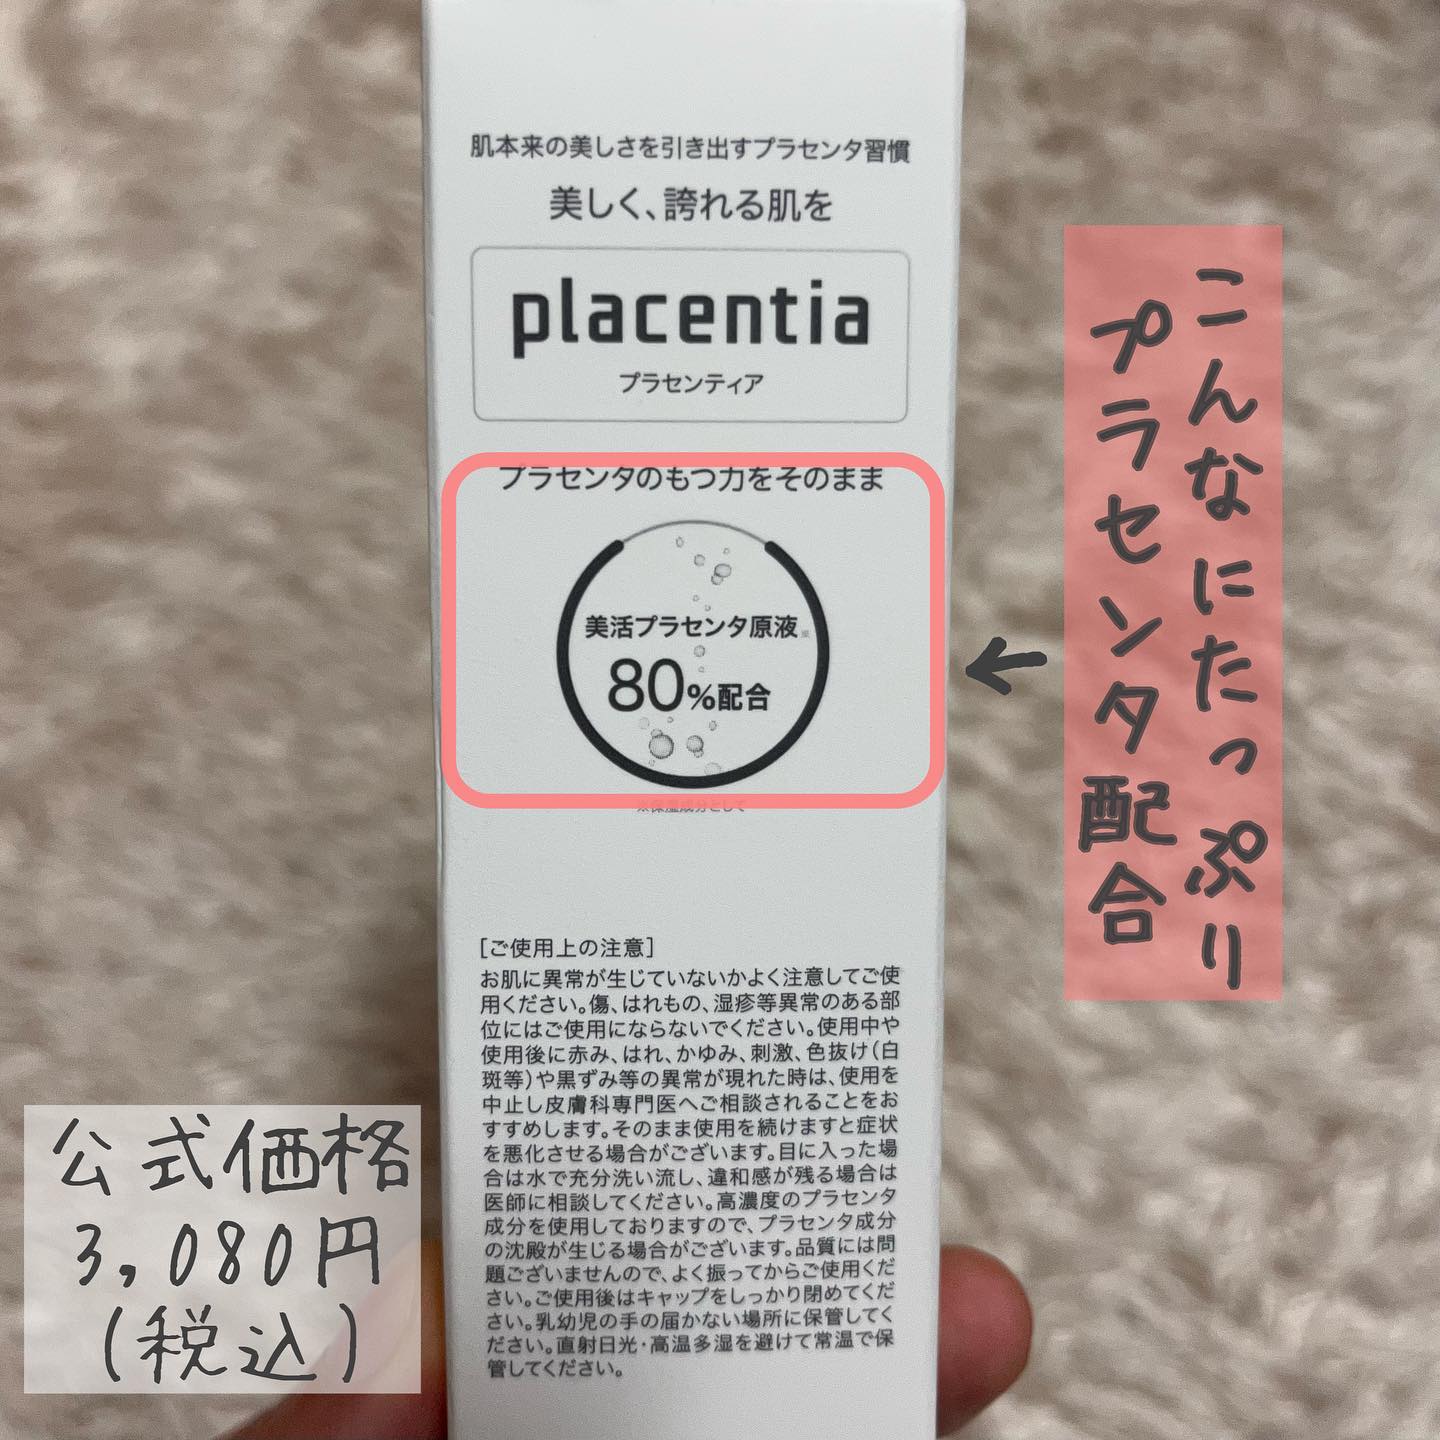 肌本来の美しさを引き出すプラセンタ習慣
美しく、誇れる肌を
placentia
プラセンティア
プラセンタのもつ力をそのまま
美活プラセンタ原液※
80%配合
※保湿成分として
こんなにたっぷり
プラセンタ配合
←
[ご使用上の注意]
お肌に異常が生じていないかよく注意してご使
用ください。傷、はれもの、湿疹等異常のある部
位にはご使用にならないでください。使用中や
使用後に赤み、はれ、かゆみ、刺激、色抜け(白
斑等)や黒ずみ等の異常が現れた時は、使用を
中止し皮膚科専門医へご相談されることをお
すすめします。そのまま使用を続けますと症状
を悪化させる場合がございます。目に入った場
合は水で充分洗い流し、違和感が残る場合は
医師に相談してください。高濃度のプラセンタ
成分を使用しておりますので、プラセンタ成分
の沈殿が生じる場合がございます。品質には問
題ございませんので、よく振ってからご使用くだ
さい。ご使用後はキャップをしっかり閉めてくだ
さい。乳幼児の手の届かない場所に保管してく
ださい。直射日光・高温多湿を避けて常温で保
管してください。
公式価格
3,080円
(税込)